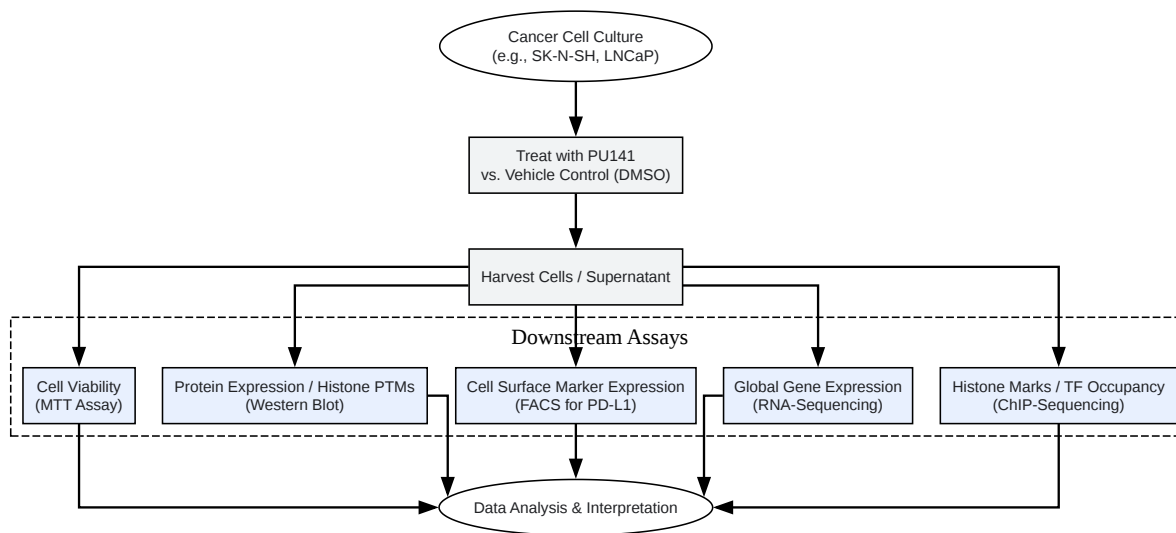 Cancer Cell Culture
(e.g., SK-N-SH, LNCaP)
Treat with PU141
vs. Vehicle Control (DMSO)
Harvest Cells / Supernatant
Downstream Assays
Cell Viability
(MTT Assay)
Protein Expression / Histone PTMs
(Western Blot)
Cell Surface Marker Expression
(FACS for PD-L1)
Global Gene Expression
(RNA-Sequencing)
Histone Marks / TF Occupancy
(ChIP-Sequencing)
Data Analysis & Interpretation